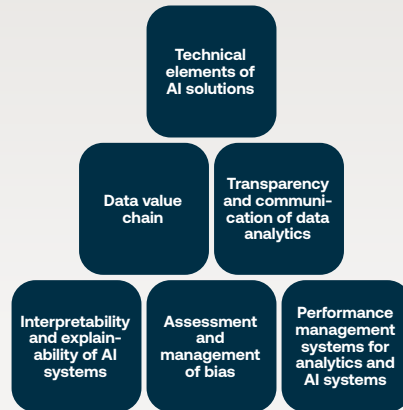 Technical
elements of
AI solutions
Data value
chain
Transparency
and communi-
cation of data
analytics
Interpretability
and explain-
ability of AI
systems
Assessment
and
management
of bias
Performance
management
systems for
analytics and
AI systems